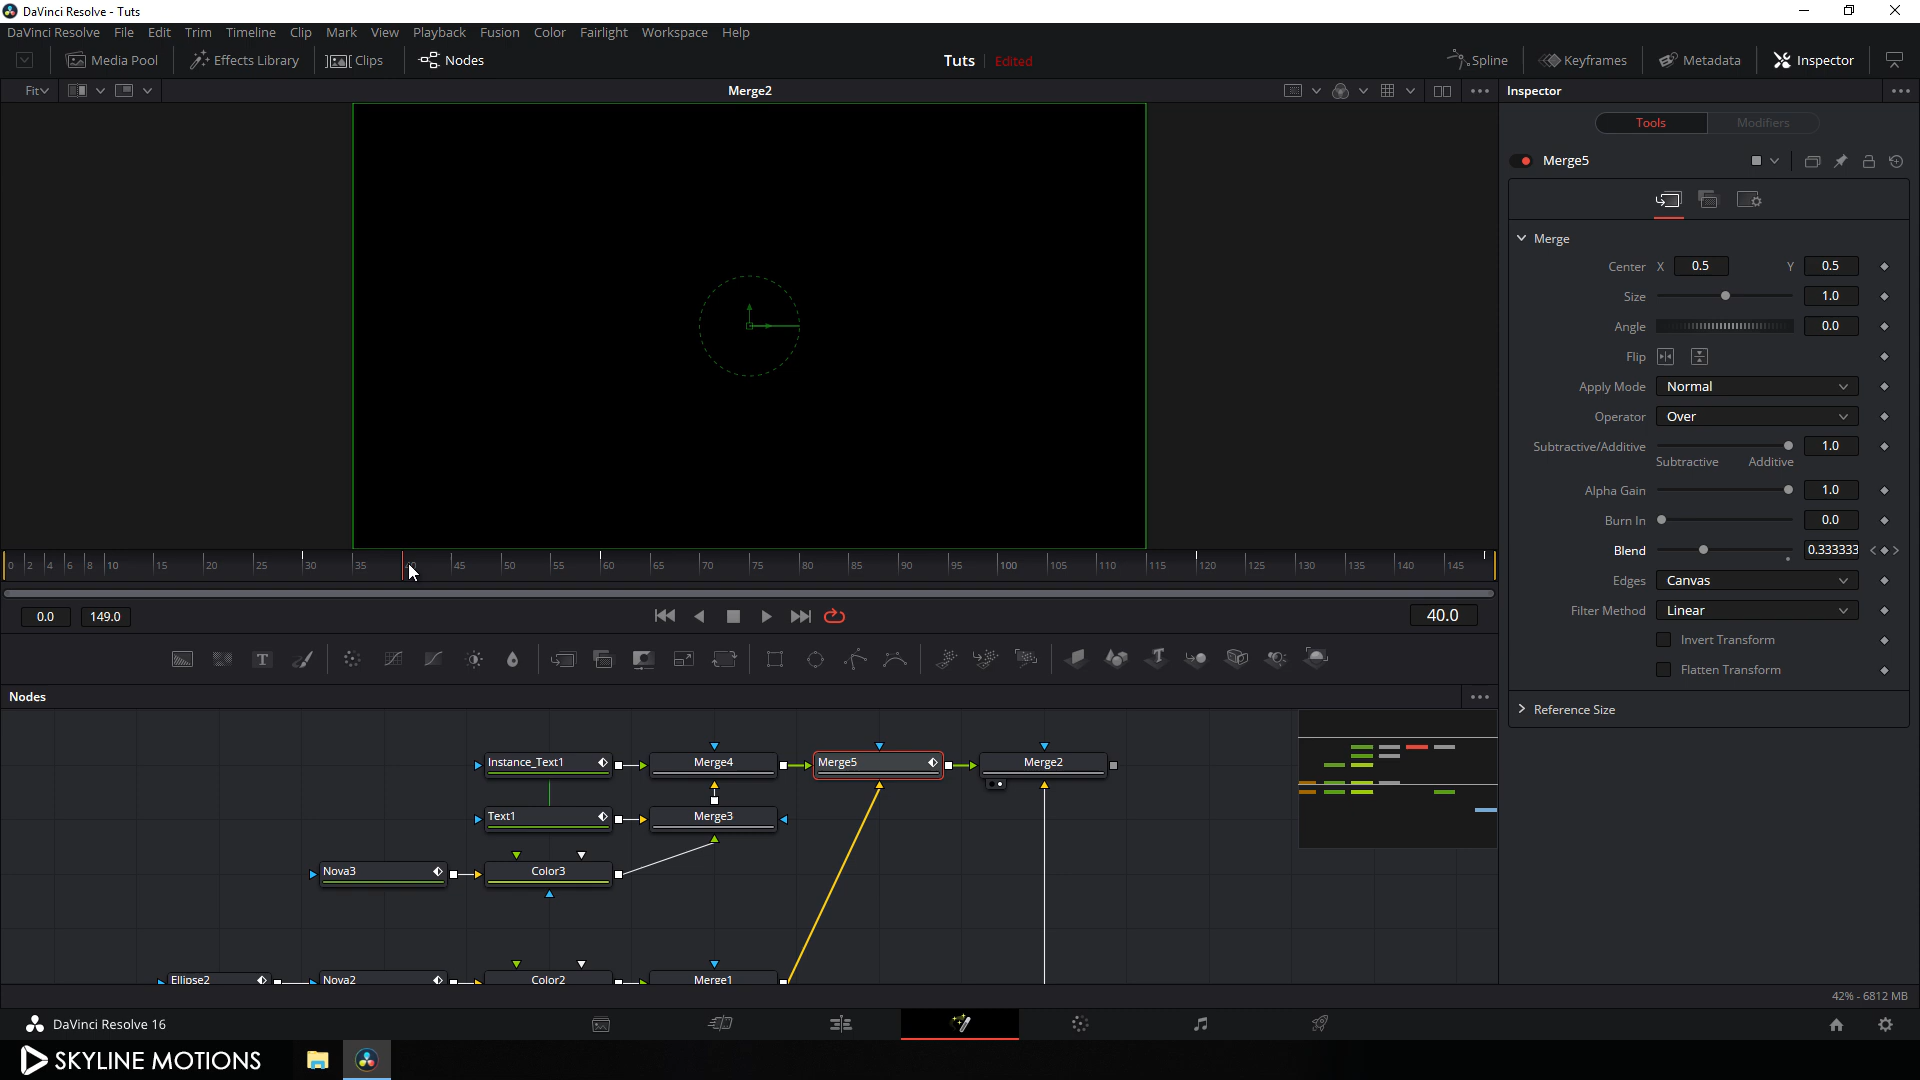 DaVinci Resolve - Tuts
DaVinci Resolve File Edit Trim Timeline Clip Mark View Playback Fusion Color Fairlight Workspace Help
Media Pool Effects Library Clips Nodes Tuts Edited Spline Keyframes Metadata Inspector
Fit Merge2 Inspector
Tools Modifiers
Merge5
Merge
Center X 0.5 Y 0.5
Size 1.0
Angle 0.0
Flip
Apply Mode Normal
Operator Over
Subtractive/Additive 1.0
Subtractive Additive
Alpha Gain 1.0
Burn In 0.0
Blend 0.333333
Edges Canvas
Filter Method Linear
Invert Transform
Flatten Transform
Reference Size
0 2 4 6 8 10 15 20 25 30 35 40 45 50 55 60 65 70 75 80 85 90 95 100 105 110 115 120 125 130 135 140 145
0.0 149.0 40.0
Nodes
Instance_Text1 Merge4 Merge5 Merge2
Text1 Merge3
Nova3 Color3
Ellipse2 Nova2 Color2 Merge1
42% - 6812 MB
DaVinci Resolve 16
SKYLINE MOTIONS